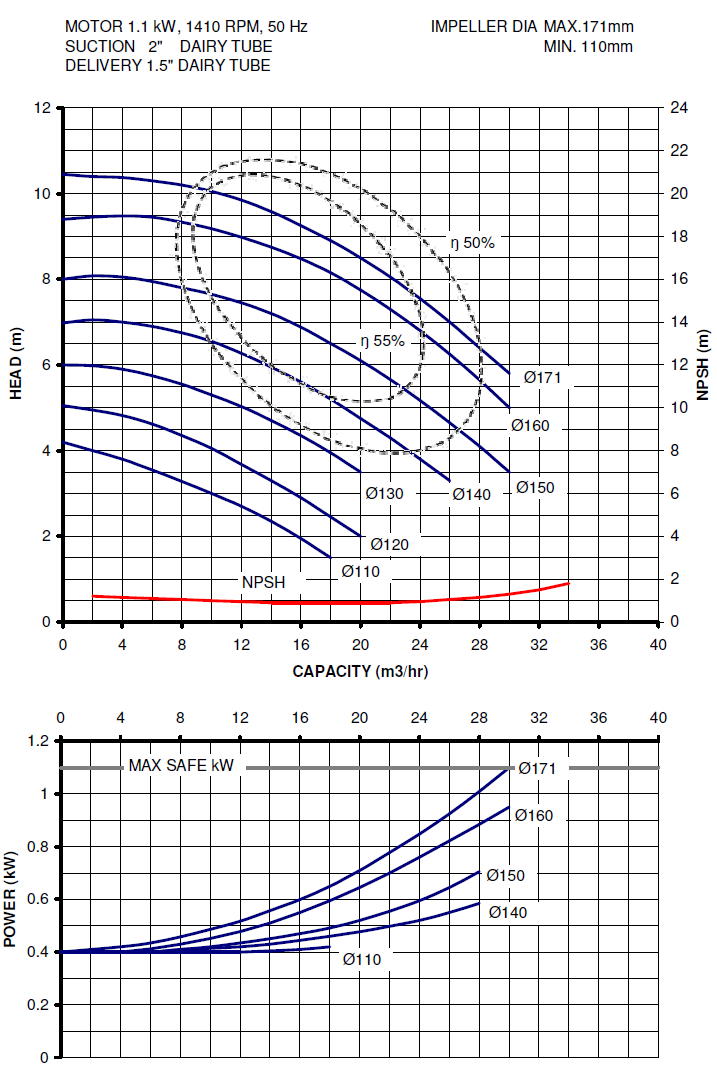 MOTOR 1.1 kW, 1410 RPM, 50 Hz
SUCTION 2" DAIRY TUBE
DELIVERY 1.5" DAIRY TUBE
IMPELLER DIA MAX.171mm
MIN. 110mm
12
10
8
6
4
2
0
HEAD (m)
24
22
20
18
16
14
12
10
8
6
4
2
0
NPSH (m)
η 50%
η 55%
Ø171
Ø160
Ø150
Ø140
Ø130
Ø120
Ø110
NPSH
0 4 8 12 16 20 24 28 32 36 40
CAPACITY (m3/hr)
0 4 8 12 16 20 24 28 32 36 40
1.2
1
0.8
0.6
0.4
0.2
0
POWER (kW)
MAX SAFE kW
Ø171
Ø160
Ø150
Ø140
Ø110